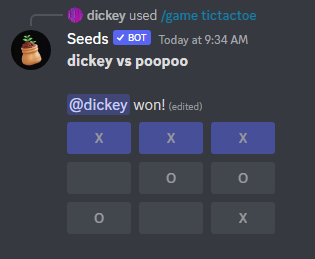 dickey used /game tictactoe
Seeds ✓ BOT Today at 9:34 AM
dickey vs poopoo
@dickey won! (edited)
X X X
O O
O X